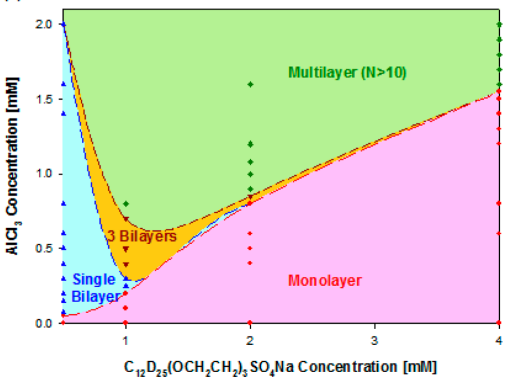 2.0
1.5
1.0
0.5
0.0
AlCl3 Concentration [mM]
Multilayer (N>10)
3 Bilayers
Single
Bilayer
Monolayer
1
2
3
4
C12D25(OCH2CH2)3SO4Na Concentration [mM]